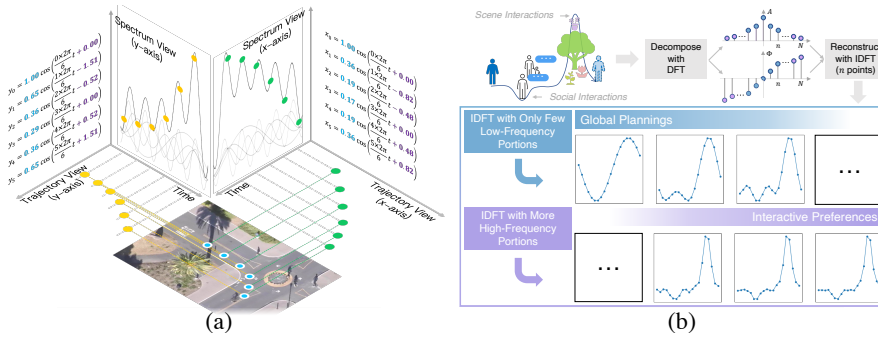 Spectrum View
(y-axis)
Spectrum View
(x-axis)
y₀ = 1.00 cos(0×2π/6 t + 0.00)
y₁ = 0.65 cos(1×2π/6 t − 1.51)
y₂ = 0.36 cos(2×2π/6 t − 0.52)
y₃ = 0.29 cos(3×2π/6 t + 0.00)
y₄ = 0.36 cos(4×2π/6 t + 0.52)
y₅ = 0.65 cos(5×2π/6 t + 1.51)
x₀ = 1.00 cos(0×2π/6 t + 0.00)
x₁ = 0.36 cos(1×2π/6 t − 0.82)
x₂ = 0.19 cos(2×2π/6 t − 0.48)
x₃ = 0.17 cos(3×2π/6 t + 0.00)
x₄ = 0.19 cos(4×2π/6 t + 0.48)
x₅ = 0.36 cos(5×2π/6 t + 0.82)
Trajectory View
(y-axis)
Time
Time
Trajectory View
(x-axis)
(a)
Scene Interactions
Social Interactions
Decompose
with
DFT
A
n
N
Φ
n
N
Reconstruct
with IDFT
(n points)
IDFT with Only Few
Low-Frequency
Portions
Global Plannings
...
IDFT with More
High-Frequency
Portions
Interactive Preferences
...
(b)